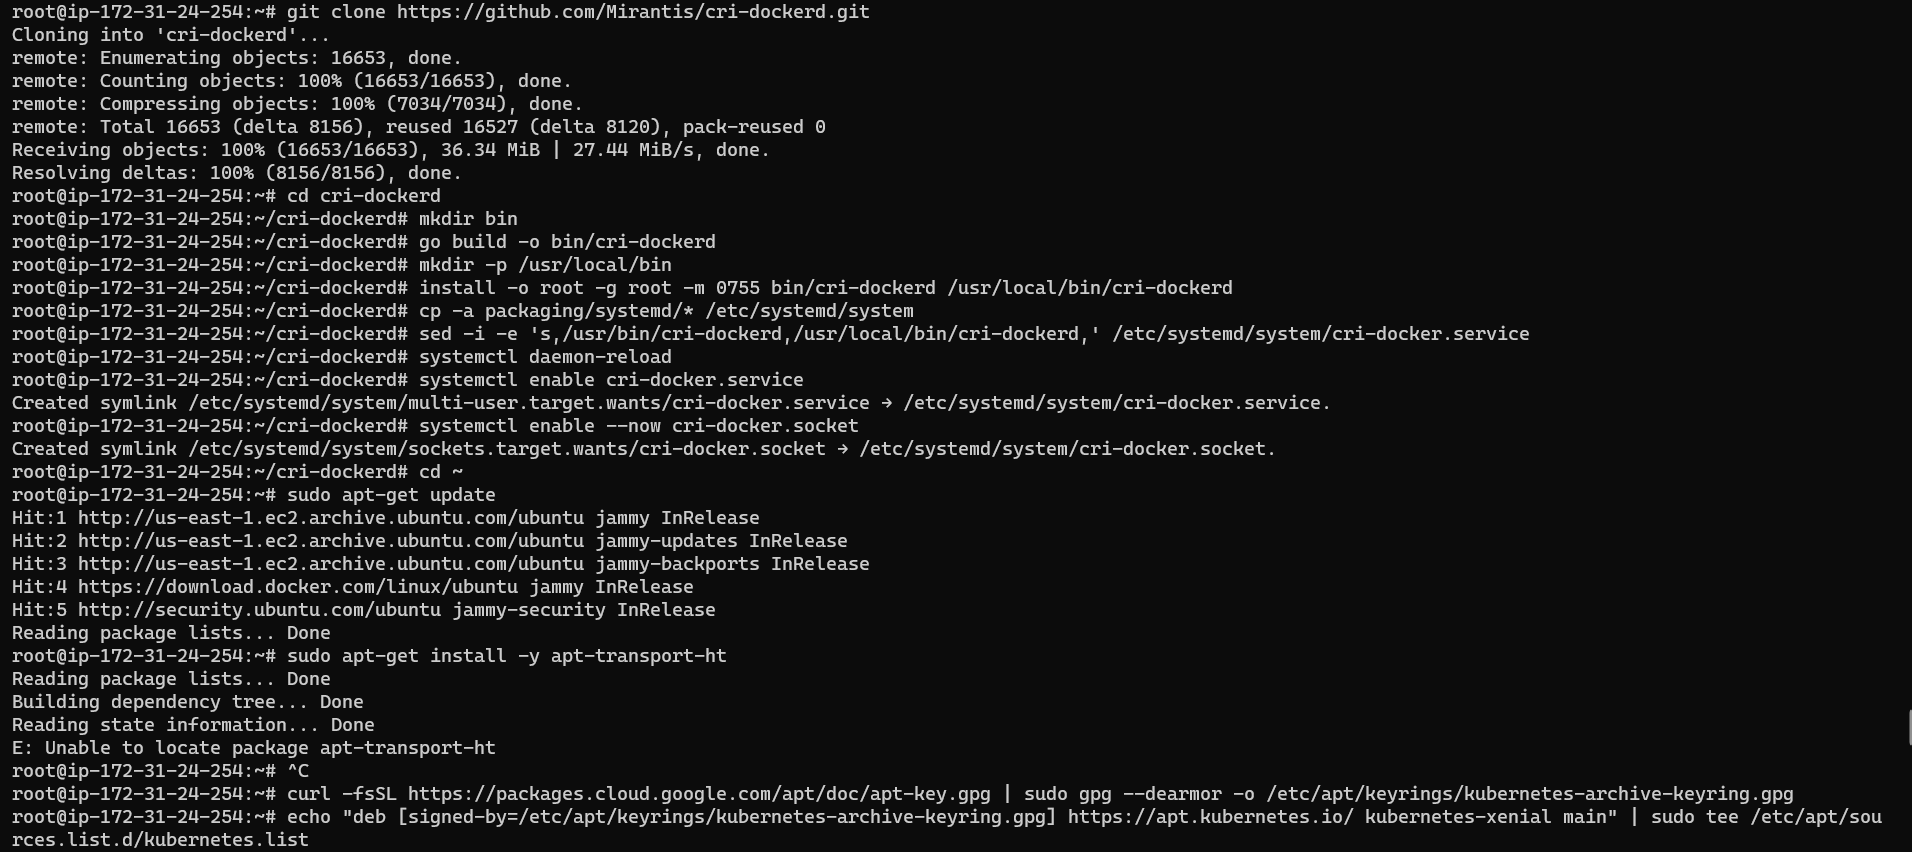 root@ip-172-31-24-254:~# git clone https://github.com/Mirantis/cri-dockerd.git
Cloning into 'cri-dockerd'...
remote: Enumerating objects: 16653, done.
remote: Counting objects: 100% (16653/16653), done.
remote: Compressing objects: 100% (7034/7034), done.
remote: Total 16653 (delta 8156), reused 16527 (delta 8120), pack-reused 0
Receiving objects: 100% (16653/16653), 36.34 MiB | 27.44 MiB/s, done.
Resolving deltas: 100% (8156/8156), done.
root@ip-172-31-24-254:~# cd cri-dockerd
root@ip-172-31-24-254:~/cri-dockerd# mkdir bin
root@ip-172-31-24-254:~/cri-dockerd# go build -o bin/cri-dockerd
root@ip-172-31-24-254:~/cri-dockerd# mkdir -p /usr/local/bin
root@ip-172-31-24-254:~/cri-dockerd# install -o root -g root -m 0755 bin/cri-dockerd /usr/local/bin/cri-dockerd
root@ip-172-31-24-254:~/cri-dockerd# cp -a packaging/systemd/* /etc/systemd/system
root@ip-172-31-24-254:~/cri-dockerd# sed -i -e 's,/usr/bin/cri-dockerd,/usr/local/bin/cri-dockerd,' /etc/systemd/system/cri-docker.service
root@ip-172-31-24-254:~/cri-dockerd# systemctl daemon-reload
root@ip-172-31-24-254:~/cri-dockerd# systemctl enable cri-docker.service
Created symlink /etc/systemd/system/multi-user.target.wants/cri-docker.service → /etc/systemd/system/cri-docker.service.
root@ip-172-31-24-254:~/cri-dockerd# systemctl enable --now cri-docker.socket
Created symlink /etc/systemd/system/sockets.target.wants/cri-docker.socket → /etc/systemd/system/cri-docker.socket.
root@ip-172-31-24-254:~/cri-dockerd# cd ~
root@ip-172-31-24-254:~# sudo apt-get update
Hit:1 http://us-east-1.ec2.archive.ubuntu.com/ubuntu jammy InRelease
Hit:2 http://us-east-1.ec2.archive.ubuntu.com/ubuntu jammy-updates InRelease
Hit:3 http://us-east-1.ec2.archive.ubuntu.com/ubuntu jammy-backports InRelease
Hit:4 https://download.docker.com/linux/ubuntu jammy InRelease
Hit:5 http://security.ubuntu.com/ubuntu jammy-security InRelease
Reading package lists... Done
root@ip-172-31-24-254:~# sudo apt-get install -y apt-transport-ht
Reading package lists... Done
Building dependency tree... Done
Reading state information... Done
E: Unable to locate package apt-transport-ht
root@ip-172-31-24-254:~# ^C
root@ip-172-31-24-254:~# curl -fsSL https://packages.cloud.google.com/apt/doc/apt-key.gpg | sudo gpg --dearmor -o /etc/apt/keyrings/kubernetes-archive-keyring.gpg
root@ip-172-31-24-254:~# echo "deb [signed-by=/etc/apt/keyrings/kubernetes-archive-keyring.gpg] https://apt.kubernetes.io/ kubernetes-xenial main" | sudo tee /etc/apt/sou
rces.list.d/kubernetes.list